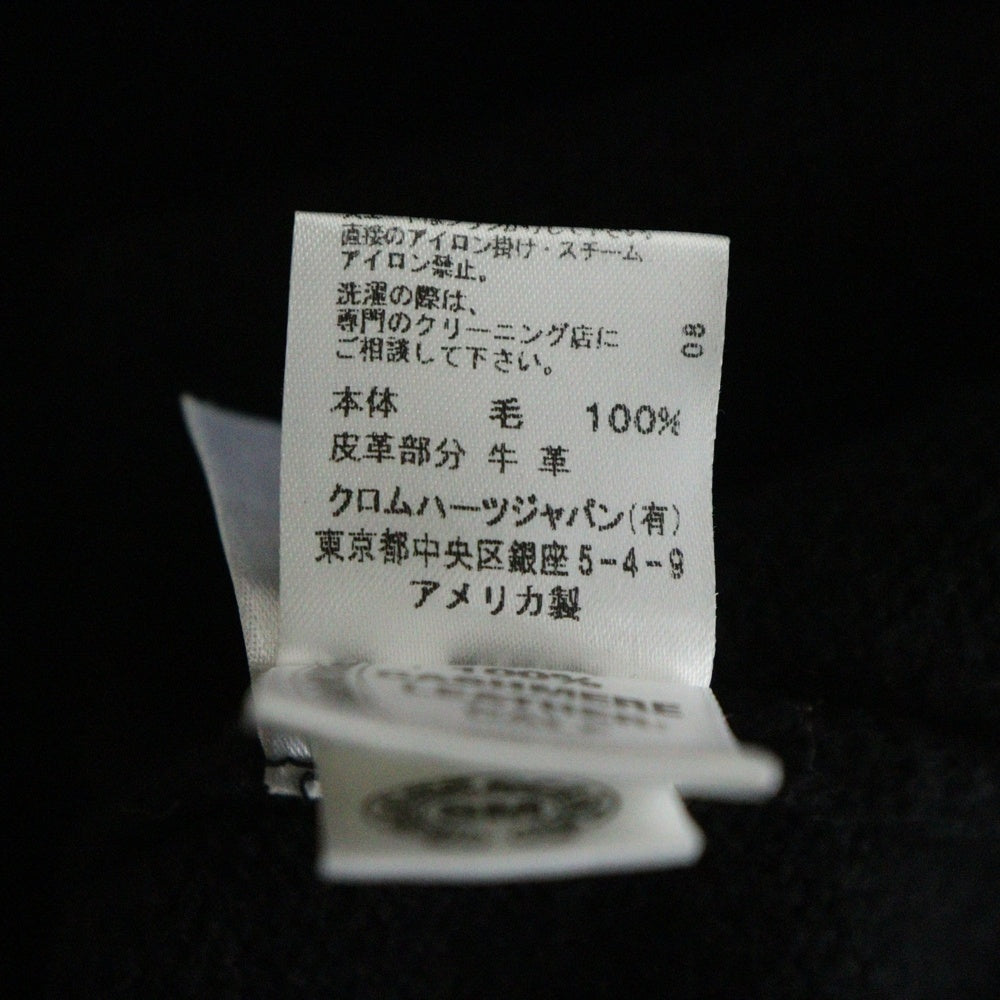 直接のアイロン掛け・スチーム
アイロン禁止。
洗濯の際は、
専門のクリーニング店に
ご相談して下さい。
08
本体 毛 100%
皮革部分 牛革
クロムハーツジャパン(有)
東京都中央区銀座5-4-9
アメリカ製
100%
CASHMERE